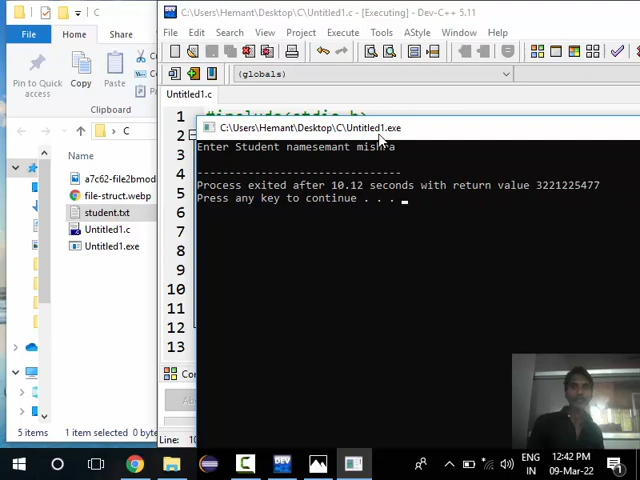 C
C:\Users\Hemant\Desktop\C\Untitled1.c - [Executing] - Dev-C++ 5.11
File Home Share View
File Edit Search View Project Execute Tools AStyle Window Help
Pin to Quick access
Copy
Paste
Clipboard
(globals)
Untitled1.c
C
Name
a7c62-file2bmod
file-struct.webp
student.txt
Untitled1.c
Untitled1.exe
1
2
3
4
5
6
7
8
9
10
11
12
13
C:\Users\Hemant\Desktop\C\Untitled1.exe
Enter Student namesemant mishra
--------------------------------
Process exited after 10.12 seconds with return value 3221225477
Press any key to continue . . .
5 items 1 item selected
Line: 10
ENG
IN
12:42 PM
09-Mar-22
1